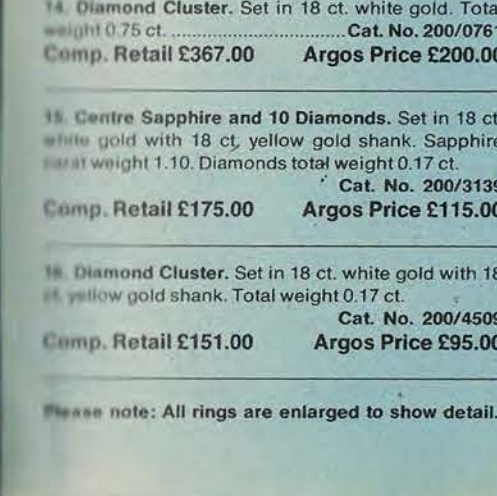 14. Diamond Cluster. Set in 18 ct. white gold. Total
weight 0.75 ct. ................................Cat. No. 200/0761
Comp. Retail £367.00 Argos Price £200.00
15. Centre Sapphire and 10 Diamonds. Set in 18 ct.
white gold with 18 ct, yellow gold shank. Sapphire
carat weight 1.10. Diamonds total weight 0.17 ct.
Cat. No. 200/3139
Comp. Retail £175.00 Argos Price £115.00
16. Diamond Cluster. Set in 18 ct. white gold with 18
ct. yellow gold shank. Total weight 0.17 ct.
Cat. No. 200/4509
Comp. Retail £151.00 Argos Price £95.00
Please note: All rings are enlarged to show detail.